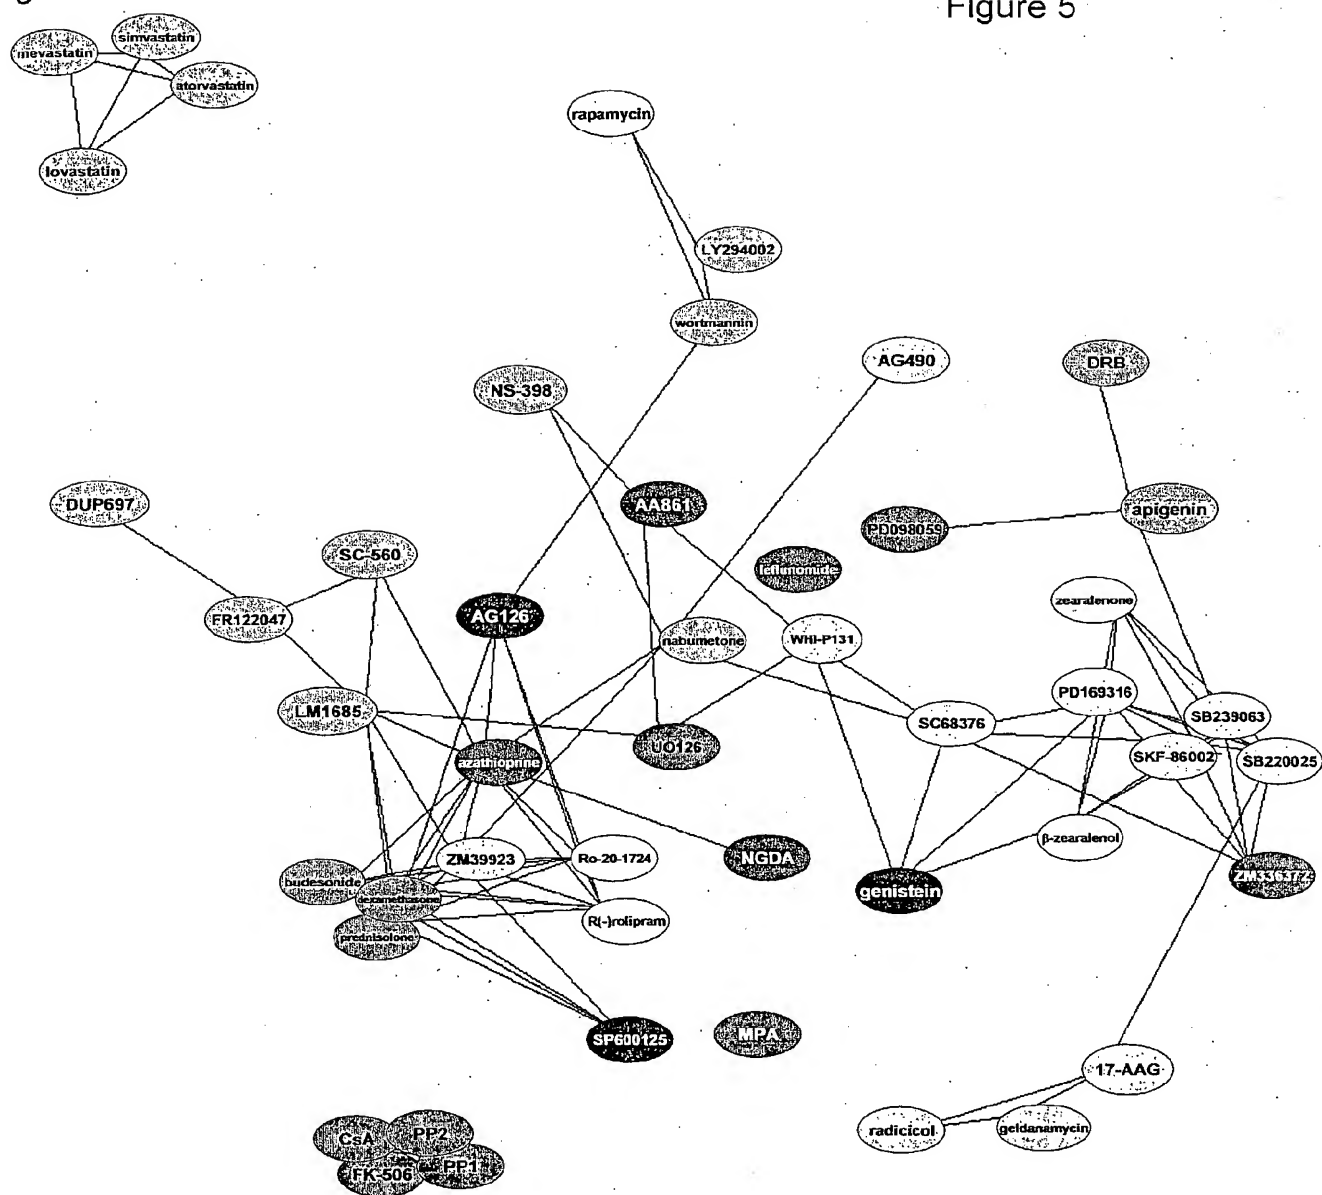 Figure 5
simvastatin
mevastatin
atorvastatin
rapamycin
lovastatin
LY294002
wortmannin
AG490
DRB
NS-398
DUP697
AA861
apigenin
PD098059
SC-560
leflunomide
zearalenone
FR122047
AG126
nabumetone
WHI-P131
PD169316
LM1685
SC68376
SB239063
UO126
azathioprine
SKF-86002
SB220025
β-zearalenol
ZM39923
Ro-20-1724
NGDA
ZM336372
budesonide
genistein
dexamethasone
R(-)rolipram
prednisolone
SP600125
MPA
17-AAG
radicicol
geldanamycin
CsA
PP2
FK-506
PP1